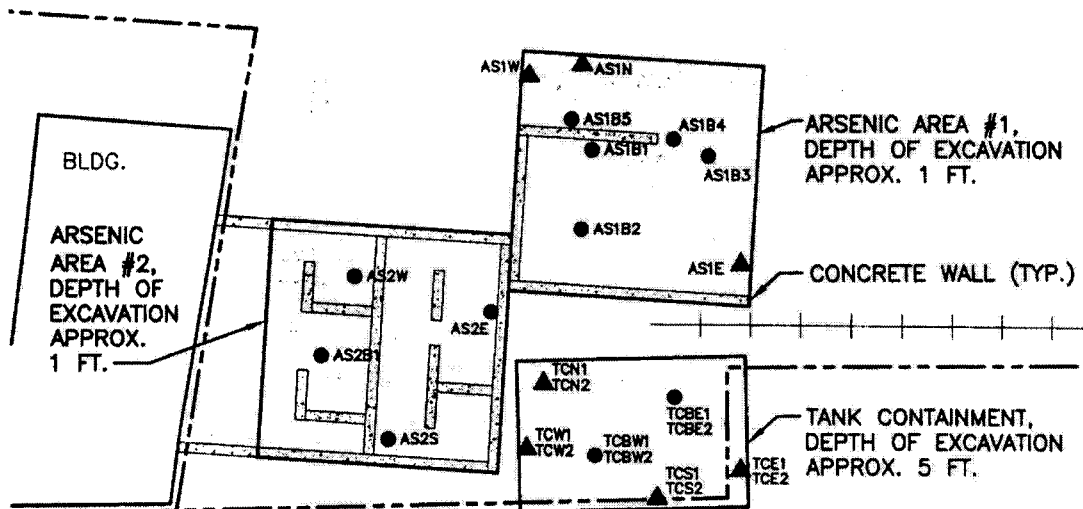 AS1W
AS1N
AS1B5
AS1B4
AS1B1
AS1B3
AS1B2
AS1E
ARSENIC AREA #1,
DEPTH OF EXCAVATION
APPROX. 1 FT.
CONCRETE WALL (TYP.)
BLDG.
ARSENIC
AREA #2,
DEPTH OF
EXCAVATION
APPROX.
1 FT.
AS2W
AS2E
AS2B1
AS2S
TCN1
TCN2
TCBE1
TCBE2
TCW1
TCW2
TCBW1
TCBW2
TCS1
TCS2
TCE1
TCE2
TANK CONTAINMENT,
DEPTH OF EXCAVATION
APPROX. 5 FT.